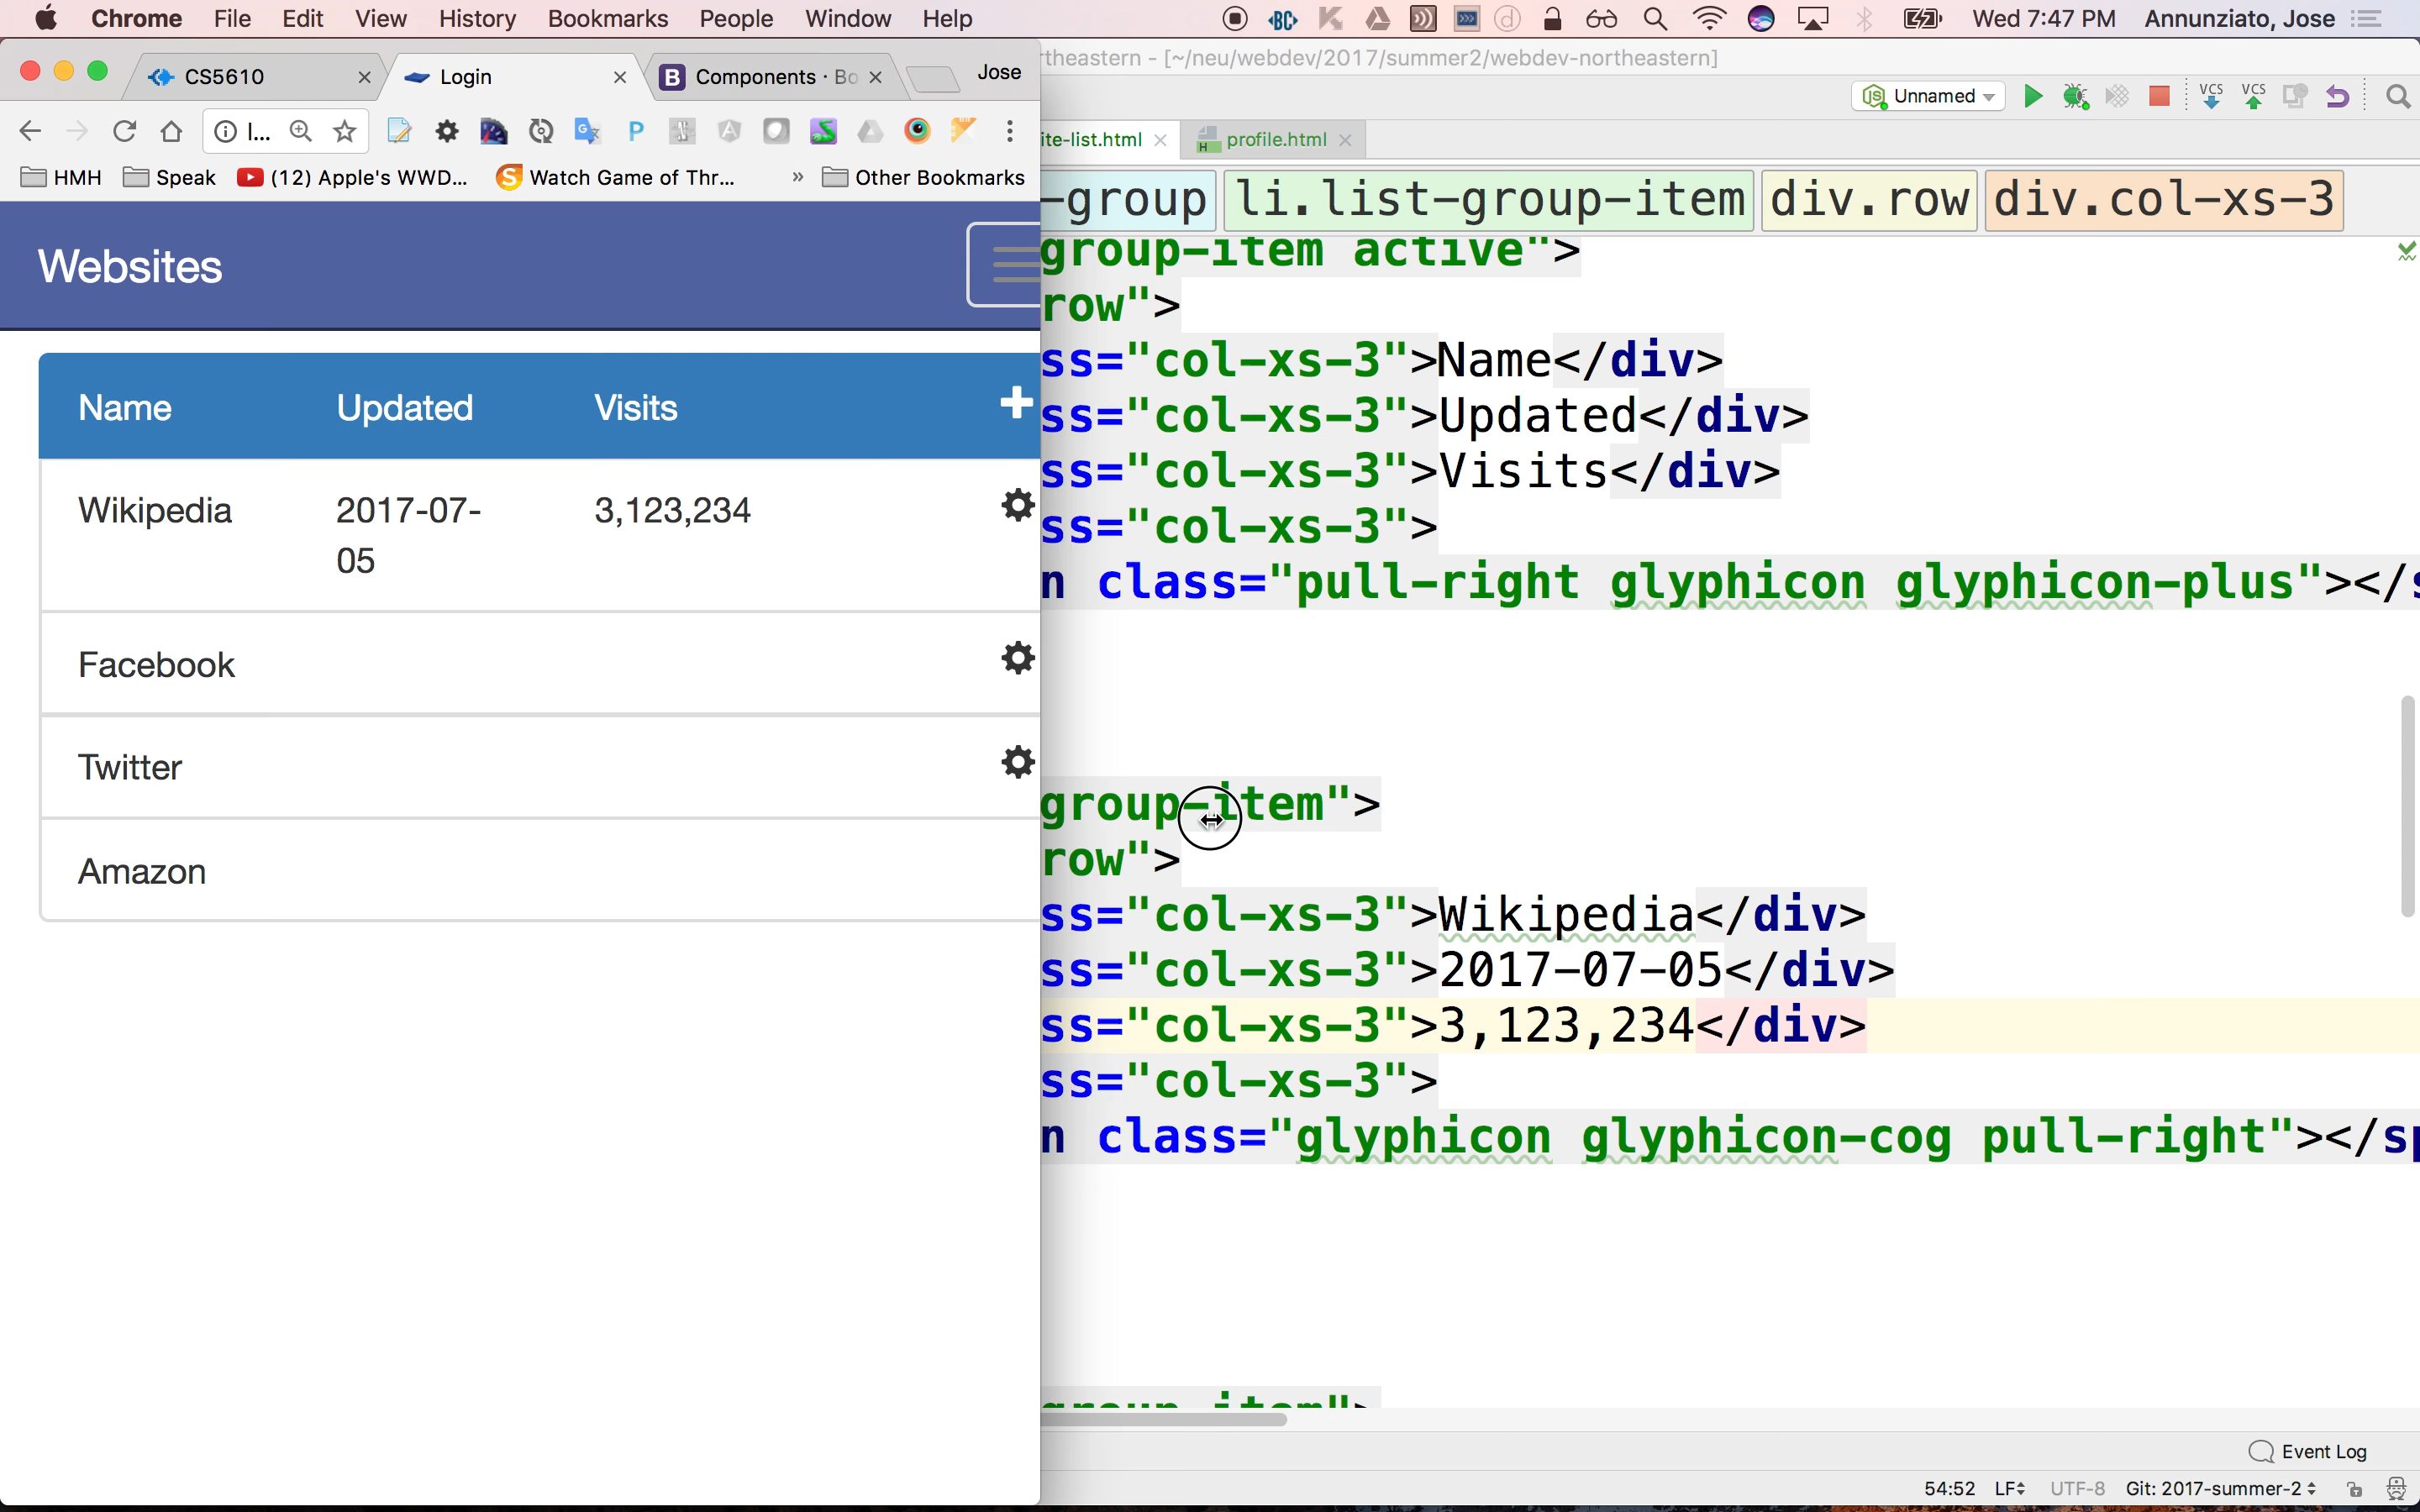 Chrome File Edit View History Bookmarks People Window Help
Wed 7:47 PM Annunziato, Jose
theastern - [~/neu/webdev/2017/summer2/webdev-northeastern]
CS5610
Login
Components · Bo
Jose
Unnamed
VCS VCS
ite-list.html
profile.html
HMH
Speak
(12) Apple's WWD...
Watch Game of Thr...
»
Other Bookmarks
-group
li.list-group-item
div.row
div.col-xs-3
Websites
Name Updated Visits
Wikipedia 2017-07-
05
3,123,234
Facebook
Twitter
Amazon
group-item active">
row">
ss="col-xs-3">Name</div>
ss="col-xs-3">Updated</div>
ss="col-xs-3">Visits</div>
ss="col-xs-3">
n class="pull-right glyphicon glyphicon-plus"></s
group-item">
row">
ss="col-xs-3">Wikipedia</div>
ss="col-xs-3">2017-07-05</div>
ss="col-xs-3">3,123,234</div>
ss="col-xs-3">
n class="glyphicon glyphicon-cog pull-right"></sp
Event Log
54:52 LF UTF-8 Git: 2017-summer-2